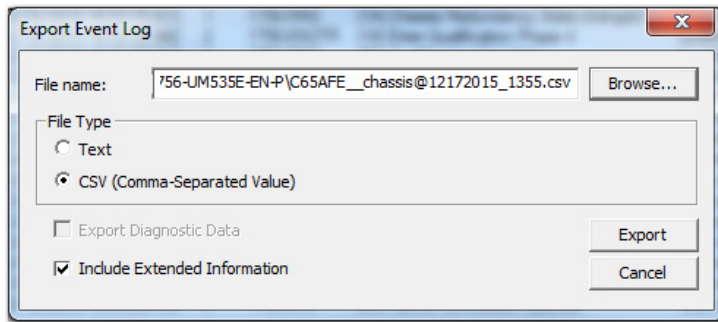 Export Event Log
File name:
756-UM535E-EN-P\C65AFE__chassis@12172015_1355.csv
Browse...
File Type
Text
CSV (Comma-Separated Value)
Export Diagnostic Data
Export
Include Extended Information
Cancel